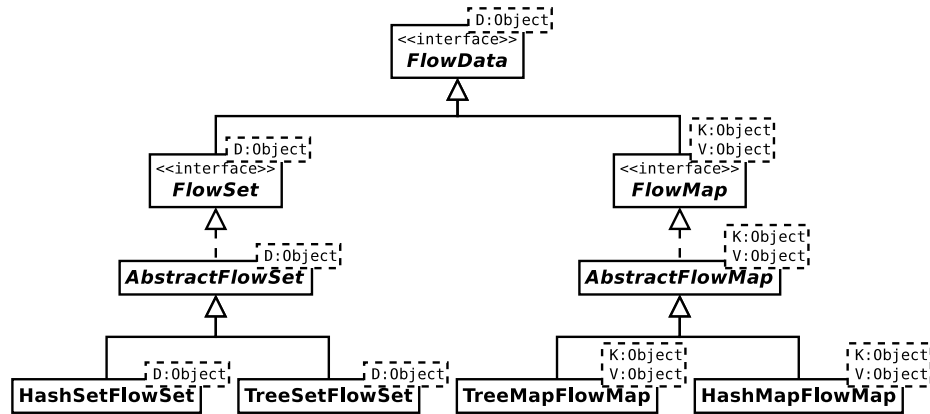 D:Object
<<interface>>
FlowData
D:Object
<<interface>>
FlowSet
K:Object
V:Object
<<interface>>
FlowMap
D:Object
AbstractFlowSet
K:Object
V:Object
AbstractFlowMap
D:Object
HashSetFlowSet
D:Object
TreeSetFlowSet
K:Object
V:Object
TreeMapFlowMap
K:Object
V:Object
HashMapFlowMap